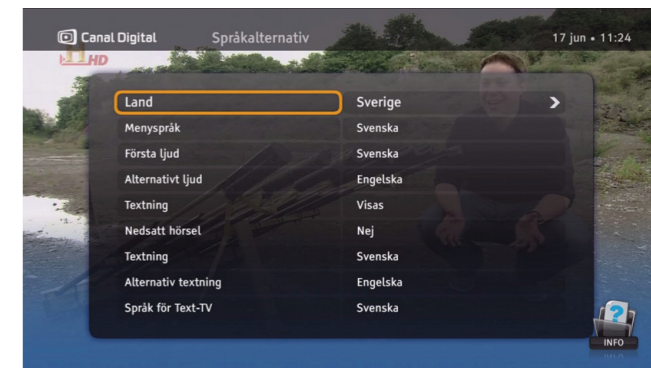 Canal Digital Språkalternativ 17 jun • 11:24
H HD
Land Sverige
Menyspråk Svenska
Första ljud Svenska
Alternativt ljud Engelska
Textning Visas
Nedsatt hörsel Nej
Textning Svenska
Alternativ textning Engelska
Språk för Text-TV Svenska
?
INFO